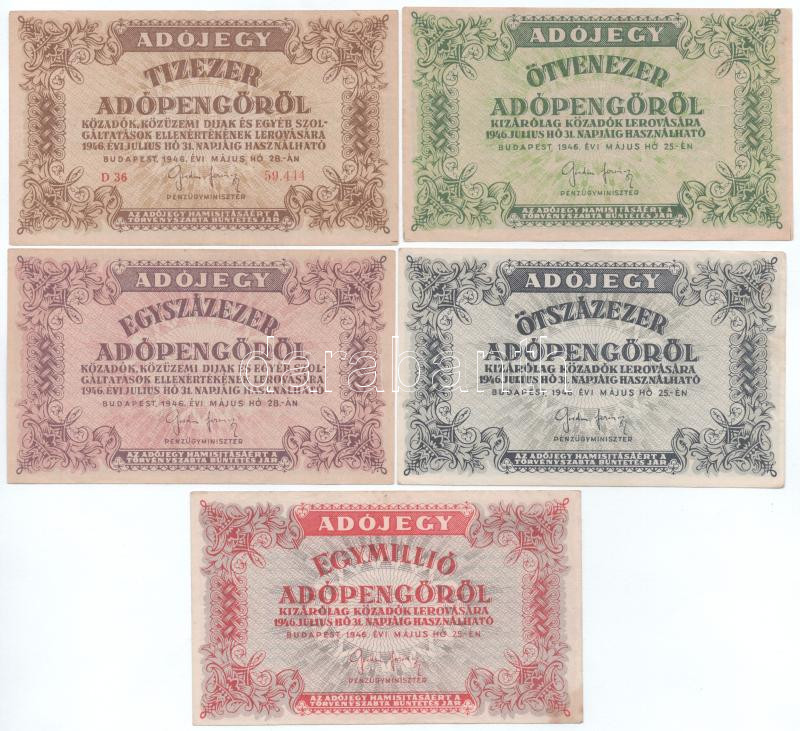 ADÓJEGY
TIZEZER
ADÓPENGŐRŐL
KÖZADÓK, KÖZÜZEMI DIJAK ÉS EGYÉB SZOL-
GÁLTATÁSOK ELLENÉRTÉKÉNEK LEROVÁSÁRA
1946. ÉVI JULIUS HÓ 31. NAPJÁIG HASZNÁLHATÓ
BUDAPEST, 1946. ÉVI MÁJUS HÓ 28.-ÁN
D 36 59.444
PÉNZÜGYMINISZTER
AZ ADÓJEGY HAMISITÁSÁÉRT A
TÖRVÉNYSZABTA BÜNTETÉS JÁR
ADÓJEGY
ÖTVENEZER
ADÓPENGŐRŐL
KIZÁRÓLAG KÖZADÓK LEROVÁSÁRA
1946. JULIUS HÓ 31. NAPJÁIG HASZNÁLHATÓ
BUDAPEST, 1946. ÉVI MÁJUS HÓ 25.-ÉN
PÉNZÜGYMINISZTER
AZ ADÓJEGY HAMISITÁSÁÉRT A
TÖRVÉNYSZABTA BÜNTETÉS JÁR
ADÓJEGY
EGYSZÁZEZER
ADÓPENGŐRŐL
KÖZADÓK, KÖZÜZEMI DIJAK ÉS EGYÉB SZOL-
GÁLTATÁSOK ELLENÉRTÉKÉNEK LEROVÁSÁRA
1946. ÉVI JULIUS HÓ 31. NAPJÁIG HASZNÁLHATÓ
BUDAPEST, 1946. ÉVI MÁJUS HÓ 28.-ÁN
PÉNZÜGYMINISZTER
AZ ADÓJEGY HAMISITÁSÁÉRT A
TÖRVÉNYSZABTA BÜNTETÉS JÁR
ADÓJEGY
ÖTSZÁZEZER
ADÓPENGŐRŐL
KIZÁRÓLAG KÖZADÓK LEROVÁSÁRA
1946. JULIUS HÓ 31. NAPJÁIG HASZNÁLHATÓ
BUDAPEST, 1946. ÉVI MÁJUS HÓ 25.-ÉN
PÉNZÜGYMINISZTER
AZ ADÓJEGY HAMISITÁSÁÉRT A
TÖRVÉNYSZABTA BÜNTETÉS JÁR
darabanth
ADÓJEGY
EGYMILLIÓ
ADÓPENGŐRŐL
KIZÁRÓLAG KÖZADÓK LEROVÁSÁRA
1946. JULIUS HÓ 31. NAPJÁIG HASZNÁLHATÓ
BUDAPEST, 1946. ÉVI MÁJUS HÓ 25.-ÉN
PÉNZÜGYMINISZTER
AZ ADÓJEGY HAMISITÁSÁÉRT A
TÖRVÉNYSZABTA BÜNTETÉS JÁR